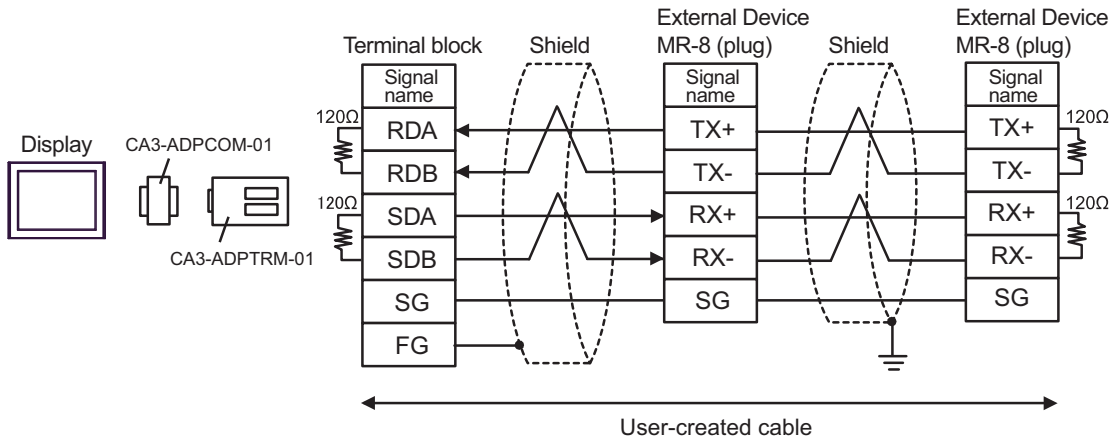 External Device
MR-8 (plug)
External Device
MR-8 (plug)
Terminal block
Shield
Shield
Signal
name
Signal
name
Signal
name
Display
CA3-ADPCOM-01
CA3-ADPTRM-01
120Ω
120Ω
RDA
RDB
SDA
SDB
SG
FG
TX+
TX-
RX+
RX-
SG
TX+
TX-
RX+
RX-
SG
120Ω
120Ω
User-created cable